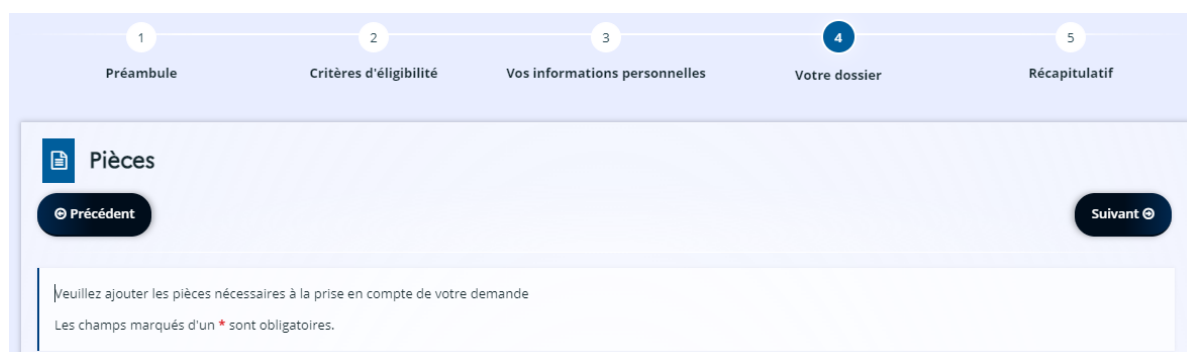 1 2 3 4 5
Préambule Critères d'éligibilité Vos informations personnelles Votre dossier Récapitulatif
Pièces
Précédent Suivant
Veuillez ajouter les pièces nécessaires à la prise en compte de votre demande
Les champs marqués d'un * sont obligatoires.